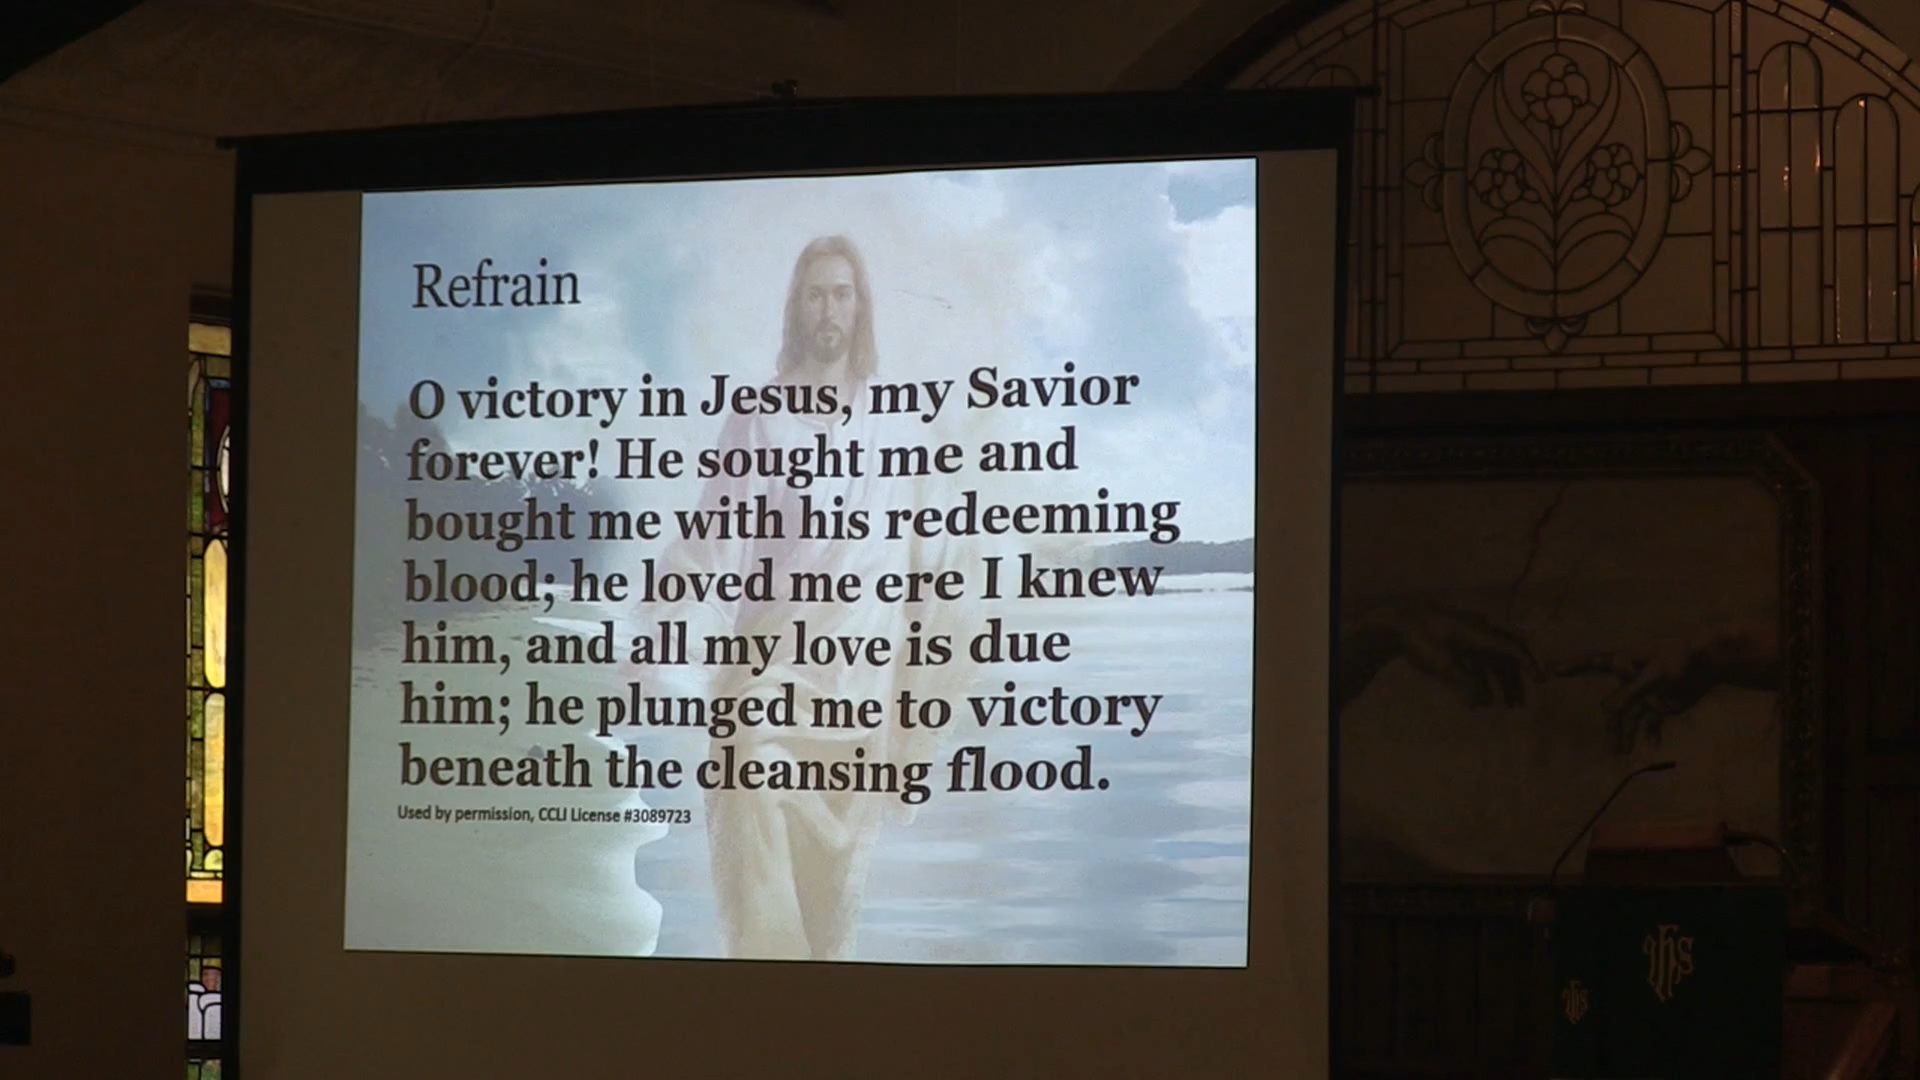 Refrain
O victory in Jesus, my Savior
forever! He sought me and
bought me with his redeeming
blood; he loved me ere I knew
him, and all my love is due
him; he plunged me to victory
beneath the cleansing flood.
Used by permission, CCLI License #3089723
ihs
ihs